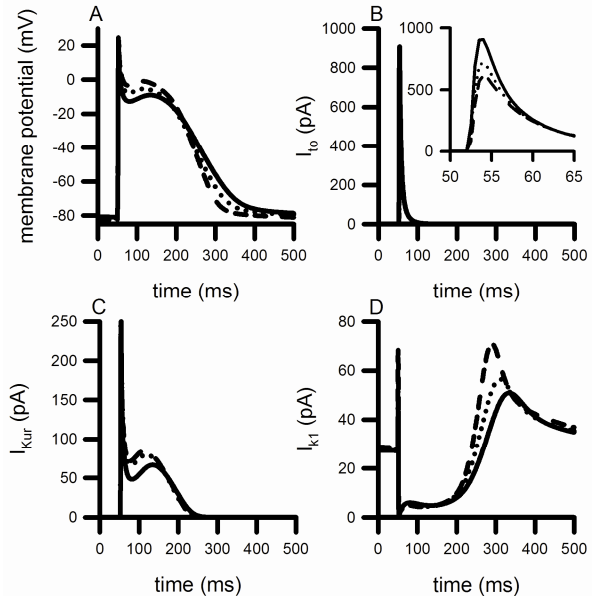 A
membrane potential (mV)
20
0
-20
-40
-60
-80
0 100 200 300 400 500
time (ms)
B
Ito (pA)
1000
800
600
400
200
0
0 100 200 300 400 500
time (ms)
1000
500
0
50 55 60 65
C
IKur (pA)
250
200
150
100
50
0
0 100 200 300 400 500
time (ms)
D
Ik1 (pA)
80
60
40
20
0
0 100 200 300 400 500
time (ms)